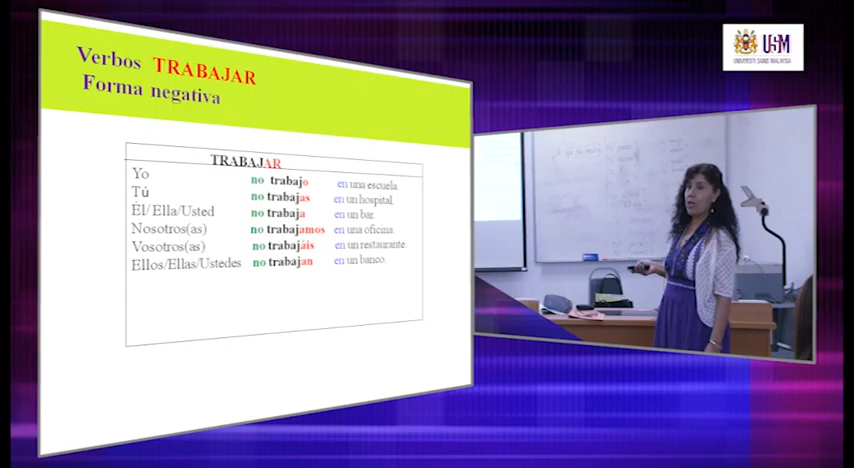 Verbos TRABAJAR
Forma negativa
TRABAJAR
Yo no trabajo en una escuela.
Tú no trabajas en un hospital.
Él/Ella/Usted no trabaja en un bar.
Nosotros(as) no trabajamos en una oficina.
Vosotros(as) no trabajáis en un restaurante.
Ellos/Ellas/Ustedes no trabajan en un banco.
USM
UNIVERSITI SAINS MALAYSIA